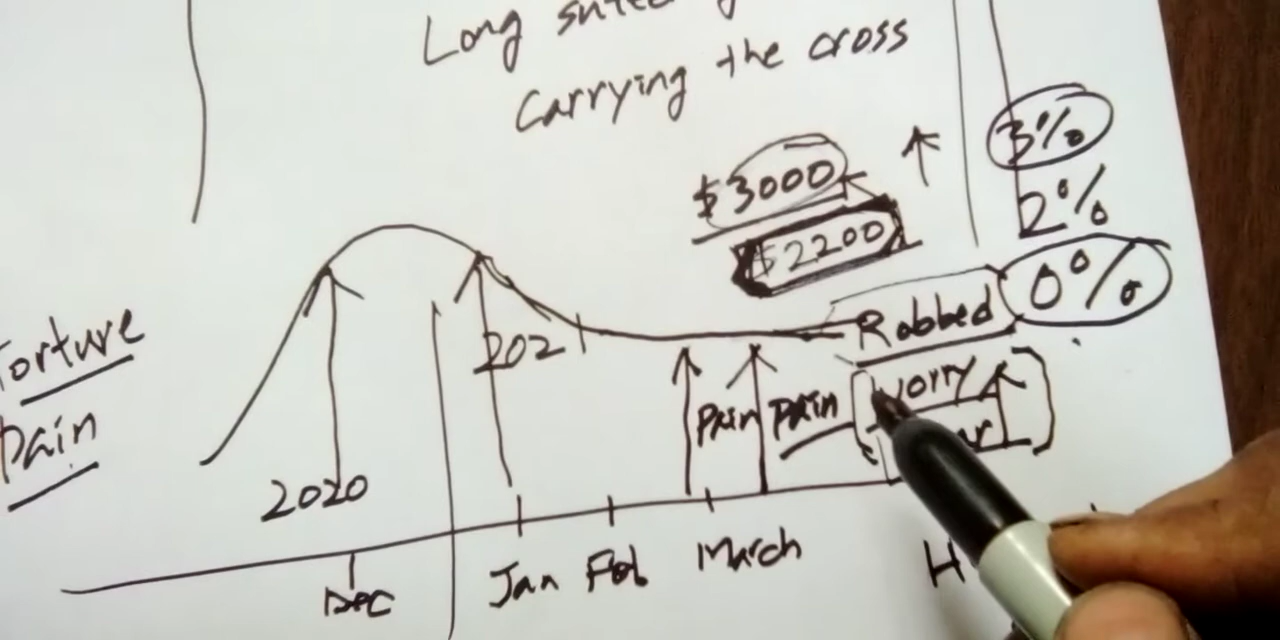 Long
Carrying the cross
$3000
$2200
3%
2%
0%
Robbed
Torture
Pain
2020
2021
Pain
Pain
worry
Dec
Jan
Feb
March
H